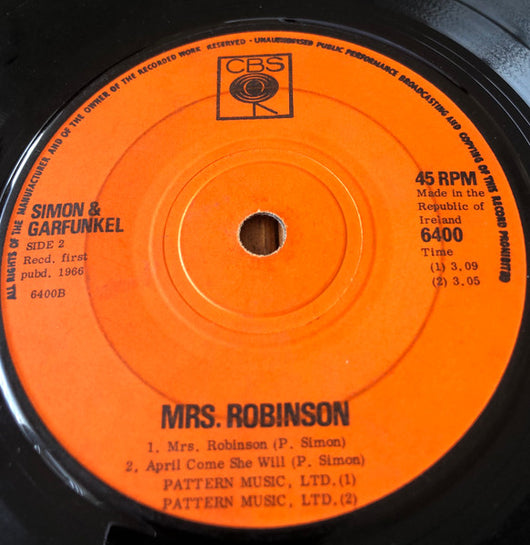 ALL RIGHTS OF THE MANUFACTURER AND OF THE OWNER OF THE RECORDED WORK RESERVED - UNAUTHORISED PUBLIC PERFORMANCE BROADCASTING AND COPYING OF THIS RECORD PROHIBITED
CBS
SIMON &
GARFUNKEL
SIDE 2
Recd. first
pubd. 1966
6400B
45 RPM
Made in the
Republic of
Ireland
6400
Time
(1) 3.09
(2) 3.05
MRS. ROBINSON
1. Mrs. Robinson (P. Simon)
2. April Come She Will (P. Simon)
PATTERN MUSIC, LTD.(1)
PATTERN MUSIC, LTD.(2)